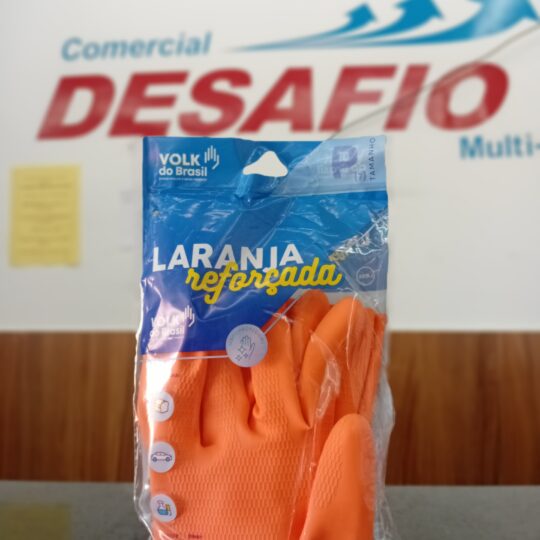 Comercial
DESAFIO
Multi-
VOLK
do Brasil
P
TAMANHO
LARANJA
reforçada
VOLK
do Brasil